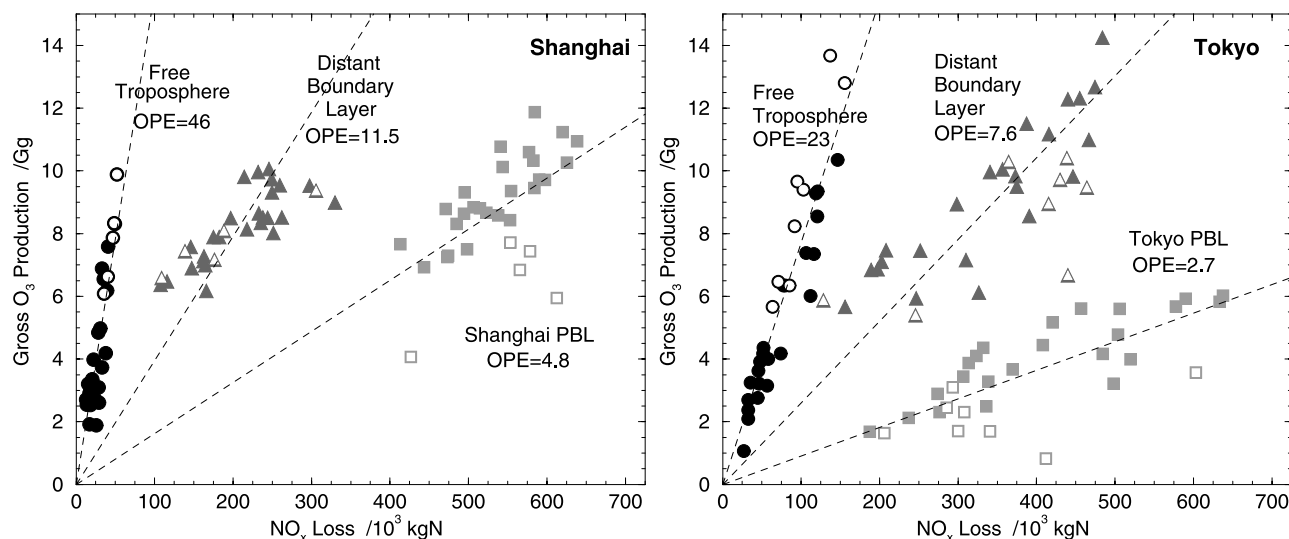 Shanghai
Free
Troposphere
OPE=46
Distant
Boundary
Layer
OPE=11.5
Shanghai PBL
OPE=4.8
Gross O3 Production /Gg
14
12
10
8
6
4
2
0
0 100 200 300 400 500 600 700
NOx Loss /10^3 kgN
Tokyo
Free
Troposphere
OPE=23
Distant
Boundary
Layer
OPE=7.6
Tokyo PBL
OPE=2.7
Gross O3 Production /Gg
14
12
10
8
6
4
2
0
0 100 200 300 400 500 600 700
NOx Loss /10^3 kgN